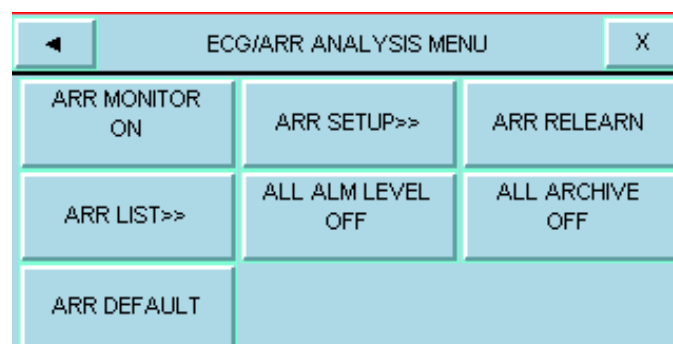 ECG/ARR ANALYSIS MENU X
ARR MONITOR
ON
ARR SETUP>>
ARR RELEARN
ARR LIST>>
ALL ALM LEVEL
OFF
ALL ARCHIVE
OFF
ARR DEFAULT